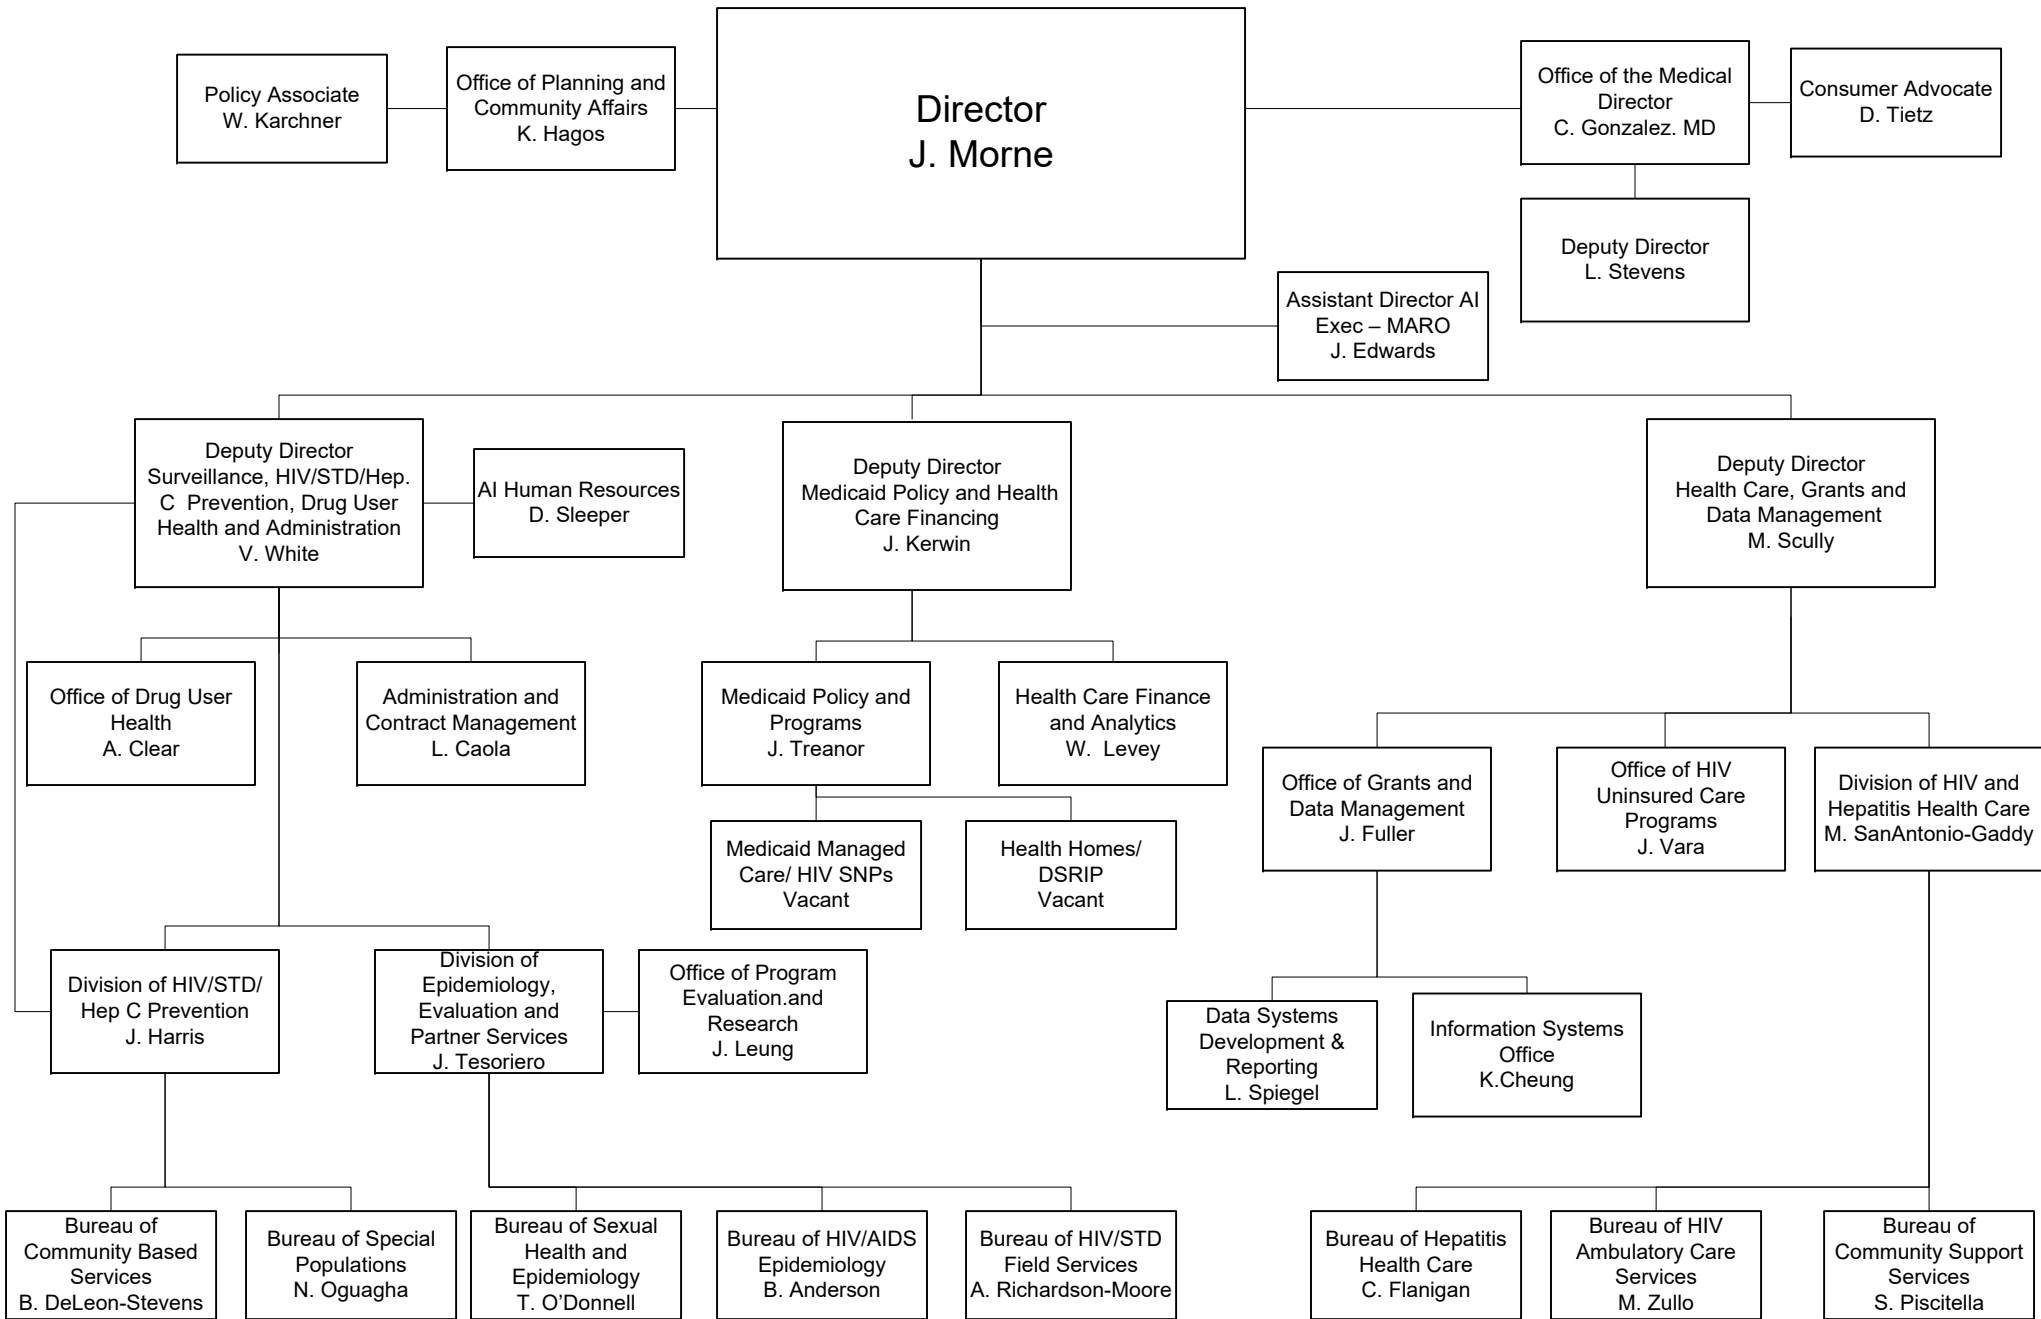 Policy Associate
W. Karchner
Office of Planning and
Community Affairs
K. Hagos
Director
J. Morne
Office of the Medical
Director
C. Gonzalez. MD
Consumer Advocate
D. Tietz
Deputy Director
L. Stevens
Assistant Director AI
Exec – MARO
J. Edwards
Deputy Director
Surveillance, HIV/STD/Hep.
C  Prevention, Drug User
Health and Administration
V. White
AI Human Resources
D. Sleeper
Deputy Director
Medicaid Policy and Health
Care Financing
J. Kerwin
Deputy Director
Health Care, Grants and
Data Management
M. Scully
Office of Drug User
Health
A. Clear
Administration and
Contract Management
L. Caola
Medicaid Policy and
Programs
J. Treanor
Health Care Finance
and Analytics
W.  Levey
Office of Grants and
Data Management
J. Fuller
Office of HIV
Uninsured Care
Programs
J. Vara
Division of HIV and
Hepatitis Health Care
M. SanAntonio-Gaddy
Medicaid Managed
Care/ HIV SNPs
Vacant
Health Homes/
DSRIP
Vacant
Division of HIV/STD/
Hep C Prevention
J. Harris
Division of
Epidemiology,
Evaluation and
Partner Services
J. Tesoriero
Office of Program
Evaluation.and
Research
J. Leung
Data Systems
Development &
Reporting
L. Spiegel
Information Systems
Office
K.Cheung
Bureau of
Community Based
Services
B. DeLeon-Stevens
Bureau of Special
Populations
N. Oguagha
Bureau of Sexual
Health and
Epidemiology
T. O’Donnell
Bureau of HIV/AIDS
Epidemiology
B. Anderson
Bureau of HIV/STD
Field Services
A. Richardson-Moore
Bureau of Hepatitis
Health Care
C. Flanigan
Bureau of HIV
Ambulatory Care
Services
M. Zullo
Bureau of
Community Support
Services
S. Piscitella